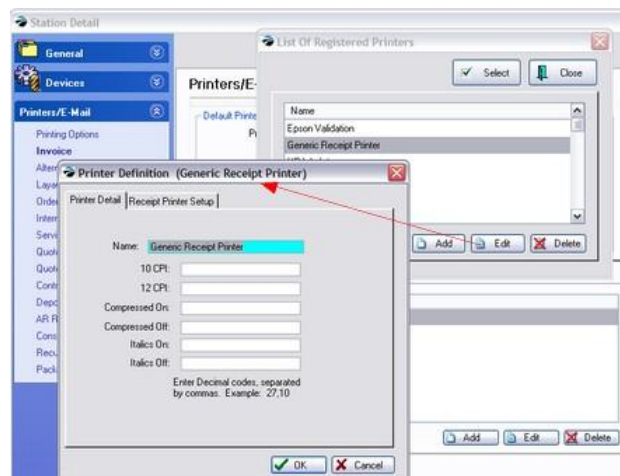 Station Detail
General
Devices
Printers/E-Mail
Printing Options
Invoice
Printers/E-
Default Printe
List Of Registered Printers
Select
Close
Name
Epson Validation
Generic Receipt Printer
Add
Edit
Delete
Printer Definition (Generic Receipt Printer)
Printer Detail
Receipt Printer Setup
Name: Generic Receipt Printer
10 CPI:
12 CPI:
Compressed On:
Compressed Off:
Italics On:
Italics Off:
Enter Decimal codes, separated
by commas. Example: 27,10
OK
Cancel
Add
Edit
Delete